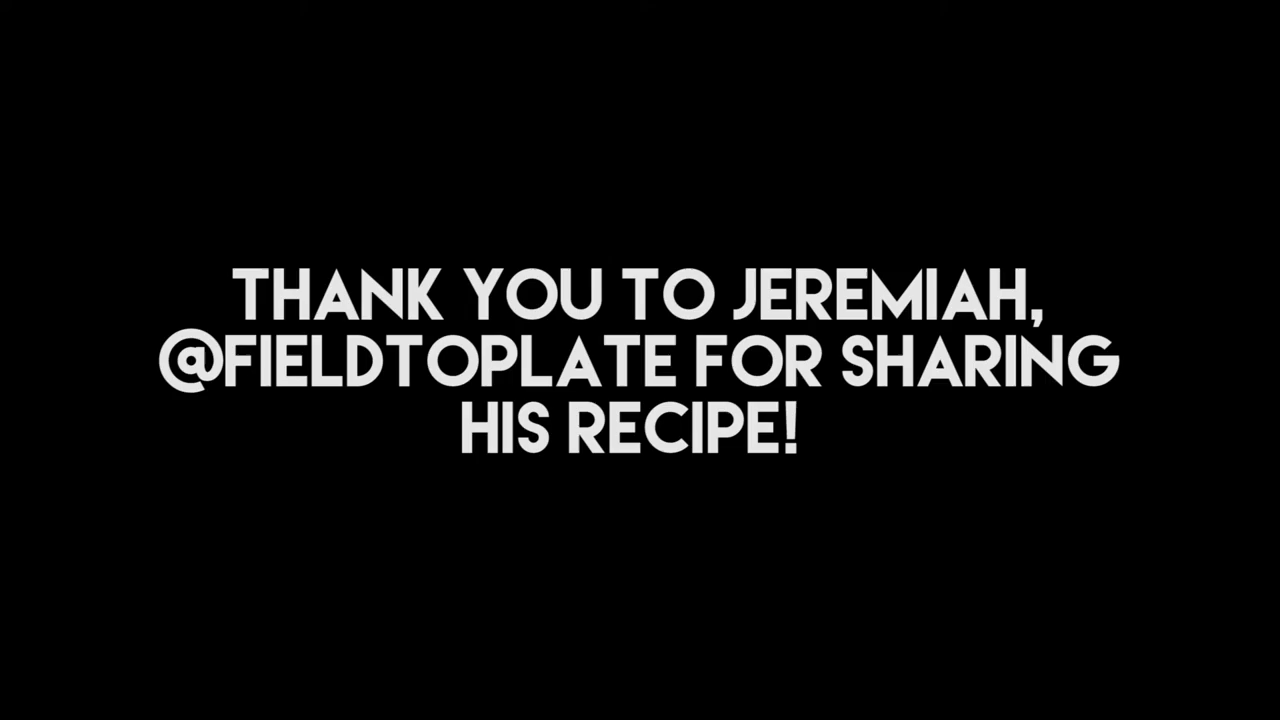 THANK YOU TO JEREMIAH,
@FIELDTOPLATE FOR SHARING
HIS RECIPE!